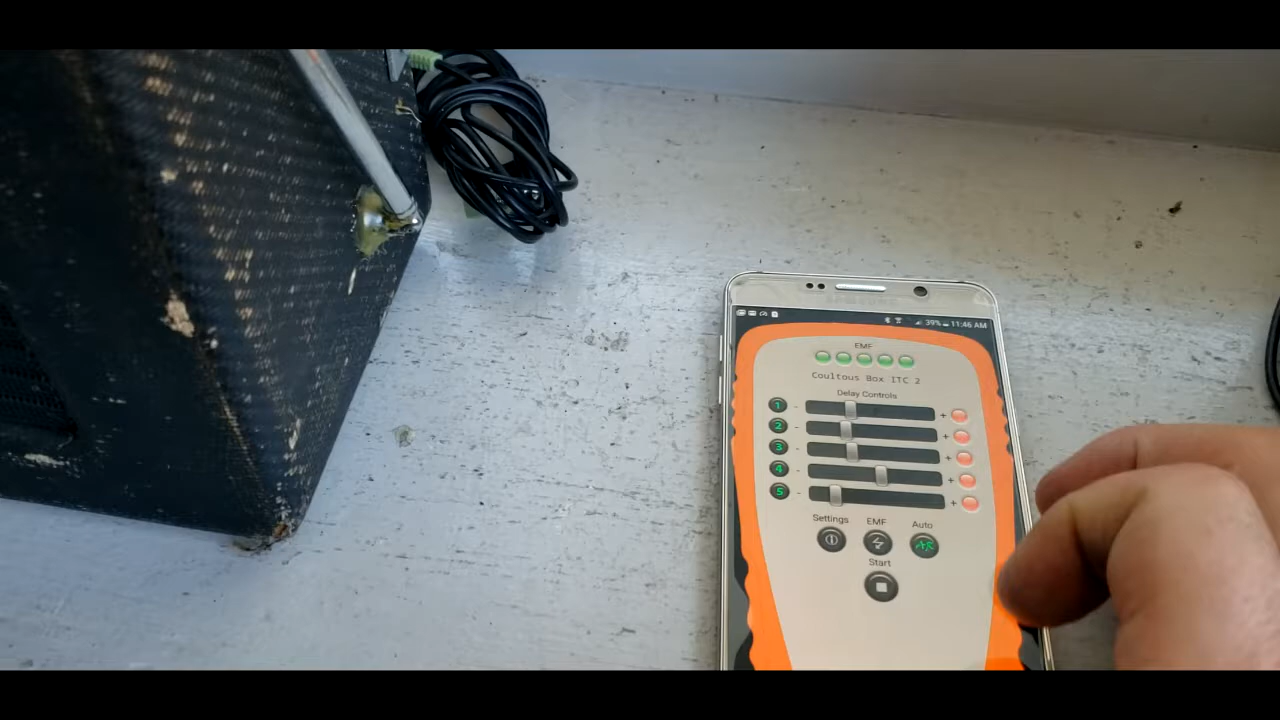 39% 11:46 AM
EMF
Coultous Box ITC 2
Delay Controls
1 - +
2 - +
3 - +
4 - +
5 - +
Settings EMF Auto
AR
Start